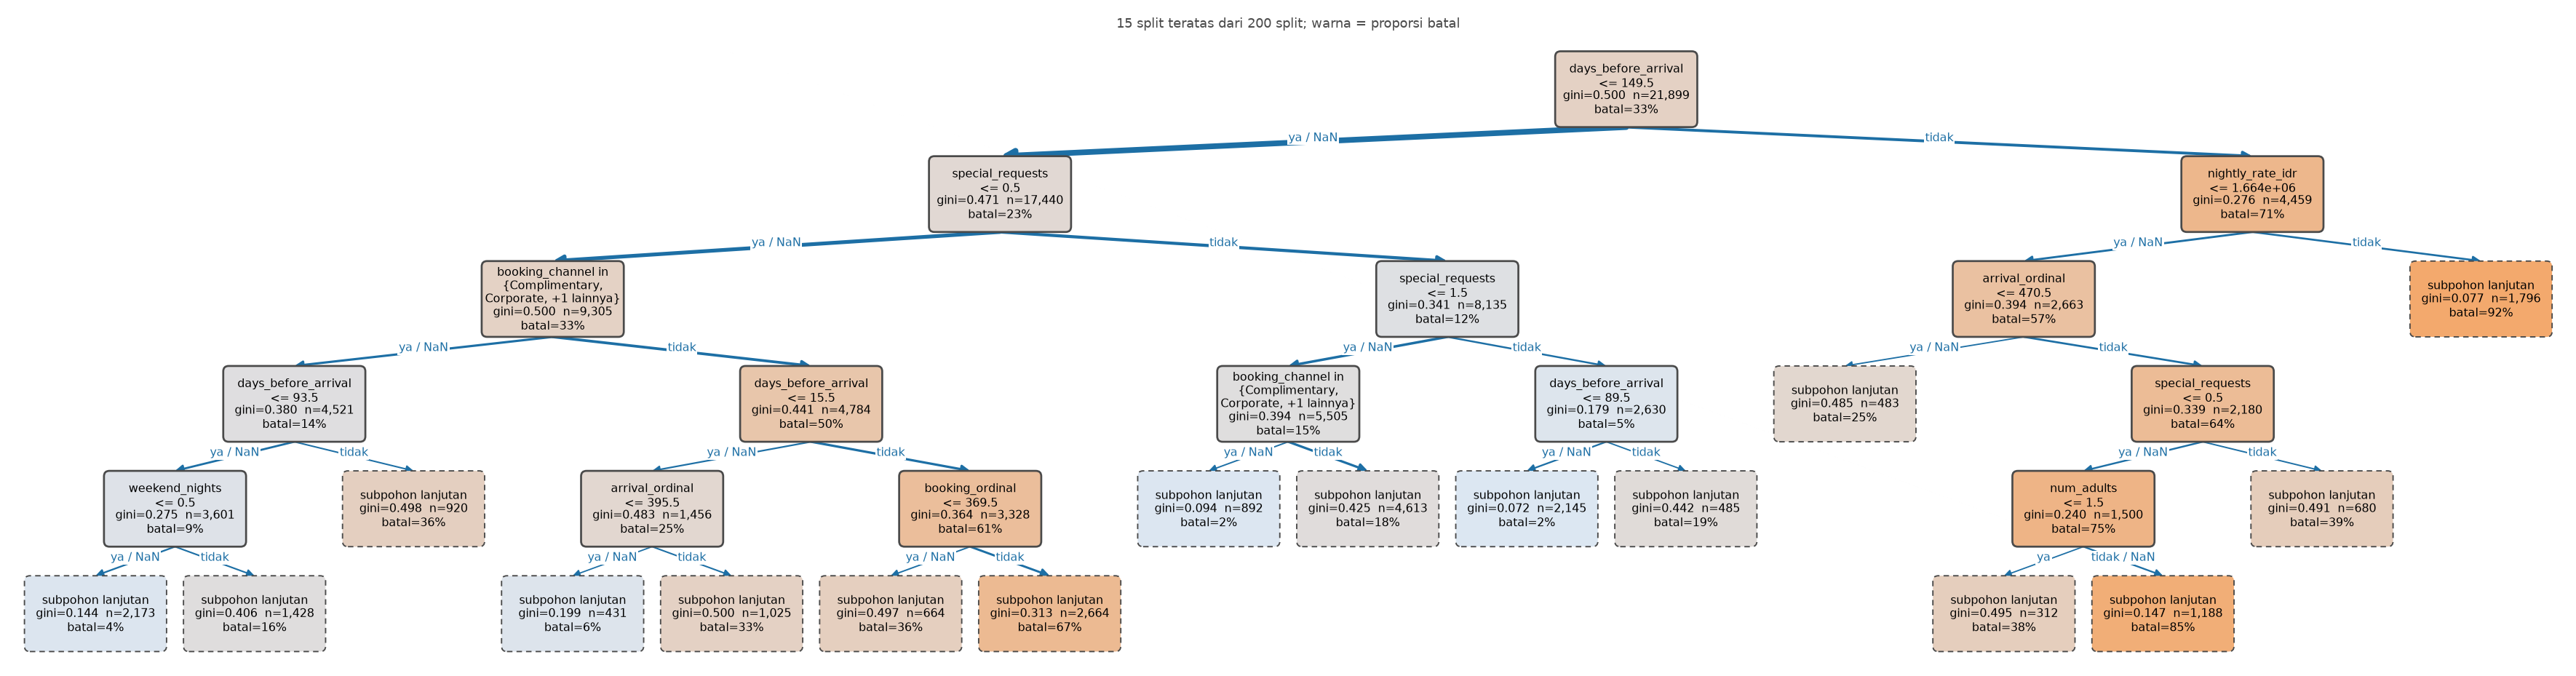 15 split teratas dari 200 split; warna = proporsi batal
days_before_arrival
<= 149.5
gini=0.500  n=21,899
batal=33%
ya / NaN
tidak
special_requests
<= 0.5
gini=0.471  n=17,440
batal=23%
nightly_rate_idr
<= 1.664e+06
gini=0.276  n=4,459
batal=71%
ya / NaN
tidak
ya / NaN
tidak
booking_channel in
{Complimentary,
Corporate, +1 lainnya}
gini=0.500  n=9,305
batal=33%
special_requests
<= 1.5
gini=0.341  n=8,135
batal=12%
arrival_ordinal
<= 470.5
gini=0.394  n=2,663
batal=57%
subpohon lanjutan
gini=0.077  n=1,796
batal=92%
ya / NaN
tidak
ya / NaN
tidak
ya / NaN
tidak
days_before_arrival
<= 93.5
gini=0.380  n=4,521
batal=14%
days_before_arrival
<= 15.5
gini=0.441  n=4,784
batal=50%
booking_channel in
{Complimentary,
Corporate, +1 lainnya}
gini=0.394  n=5,505
batal=15%
days_before_arrival
<= 89.5
gini=0.179  n=2,630
batal=5%
subpohon lanjutan
gini=0.485  n=483
batal=25%
special_requests
<= 0.5
gini=0.339  n=2,180
batal=64%
ya / NaN
tidak
ya / NaN
tidak
ya / NaN
tidak
ya / NaN
tidak
ya / NaN
tidak
weekend_nights
<= 0.5
gini=0.275  n=3,601
batal=9%
subpohon lanjutan
gini=0.498  n=920
batal=36%
arrival_ordinal
<= 395.5
gini=0.483  n=1,456
batal=25%
booking_ordinal
<= 369.5
gini=0.364  n=3,328
batal=61%
subpohon lanjutan
gini=0.094  n=892
batal=2%
subpohon lanjutan
gini=0.425  n=4,613
batal=18%
subpohon lanjutan
gini=0.072  n=2,145
batal=2%
subpohon lanjutan
gini=0.442  n=485
batal=19%
num_adults
<= 1.5
gini=0.240  n=1,500
batal=75%
subpohon lanjutan
gini=0.491  n=680
batal=39%
ya / NaN
tidak
ya / NaN
tidak
ya / NaN
tidak
ya
tidak / NaN
subpohon lanjutan
gini=0.144  n=2,173
batal=4%
subpohon lanjutan
gini=0.406  n=1,428
batal=16%
subpohon lanjutan
gini=0.199  n=431
batal=6%
subpohon lanjutan
gini=0.500  n=1,025
batal=33%
subpohon lanjutan
gini=0.497  n=664
batal=36%
subpohon lanjutan
gini=0.313  n=2,664
batal=67%
subpohon lanjutan
gini=0.495  n=312
batal=38%
subpohon lanjutan
gini=0.147  n=1,188
batal=85%